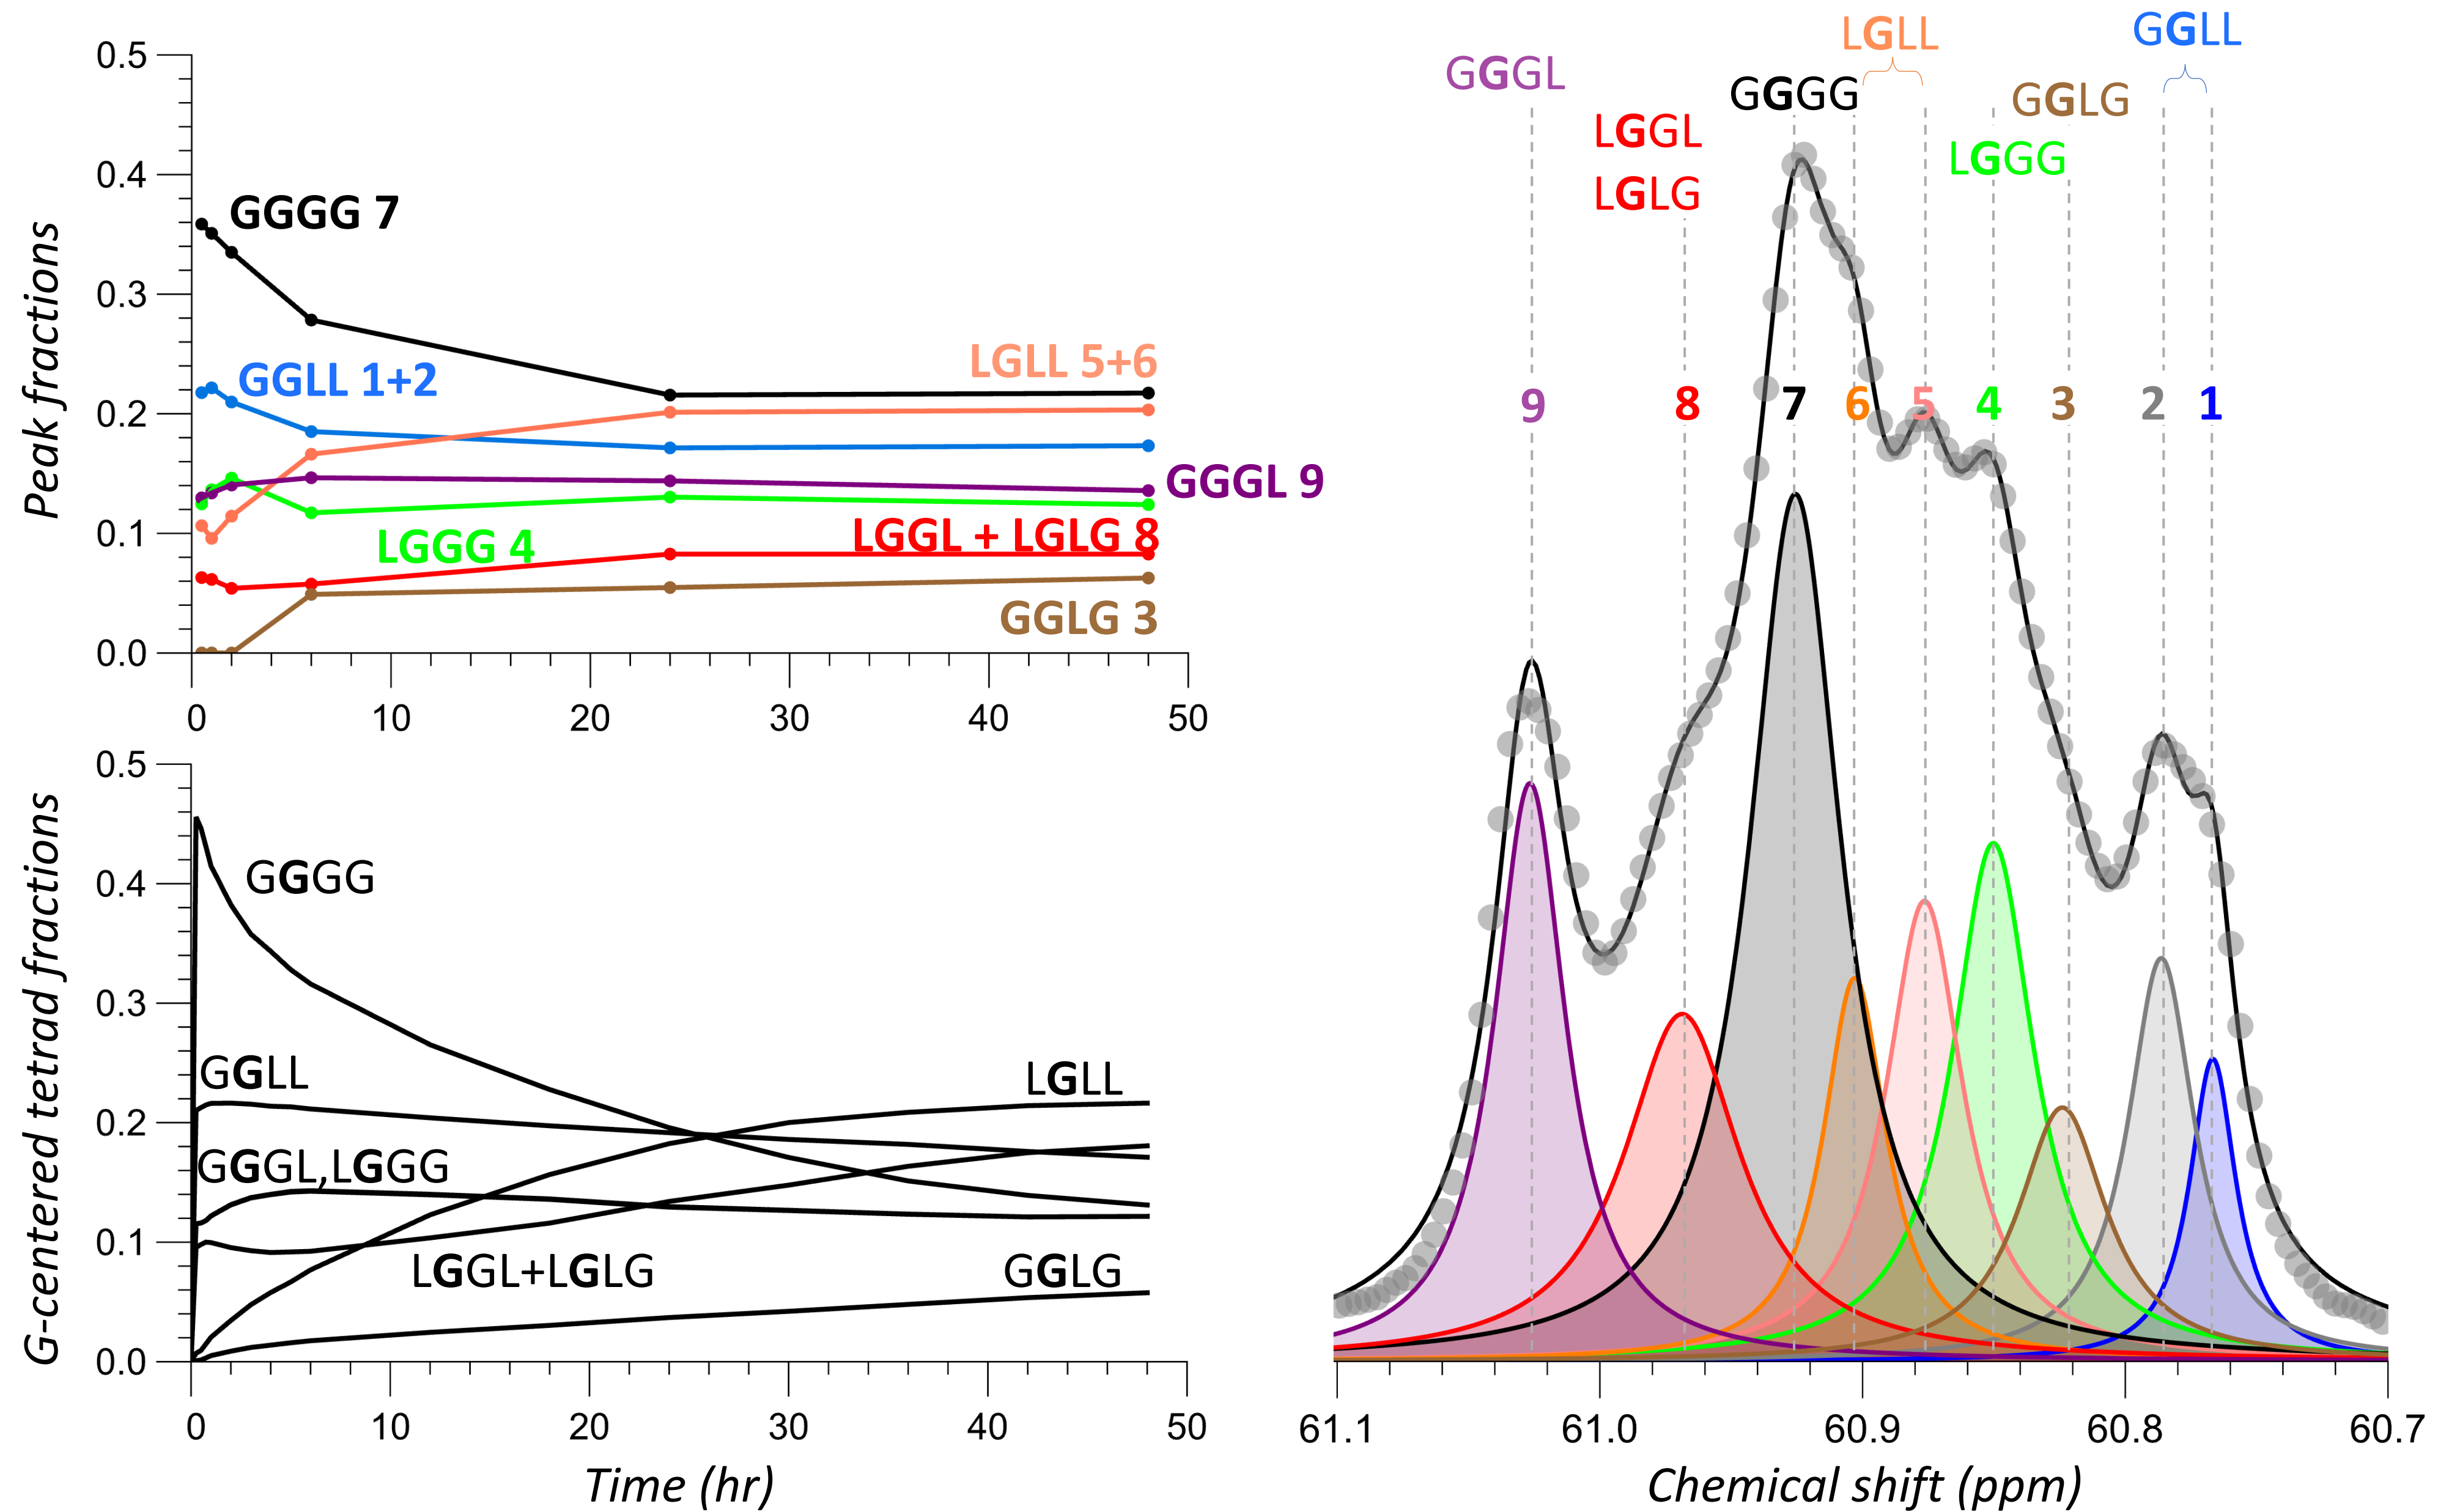 Peak fractions
0.5
0.4
0.3
0.2
0.1
0.0
GGGG 7
GGLL 1+2
LGLL 5+6
GGGL 9
LGGG 4
LGGL + LGLG 8
GGLG 3
0 10 20 30 40 50
G-centered tetrad fractions
0.5
0.4
0.3
0.2
0.1
0.0
GGGG
GGLL
LGLL
GGGL,LGGG
LGGL+LGLG
GGLG
0 10 20 30 40 50
Time (hr)
LGLL
GGLL
GGGL
GGGG
GGLG
LGGL
LGGG
LGLG
9 8 7 6 5 4 3 2 1
61.1 61.0 60.9 60.8 60.7
Chemical shift (ppm)